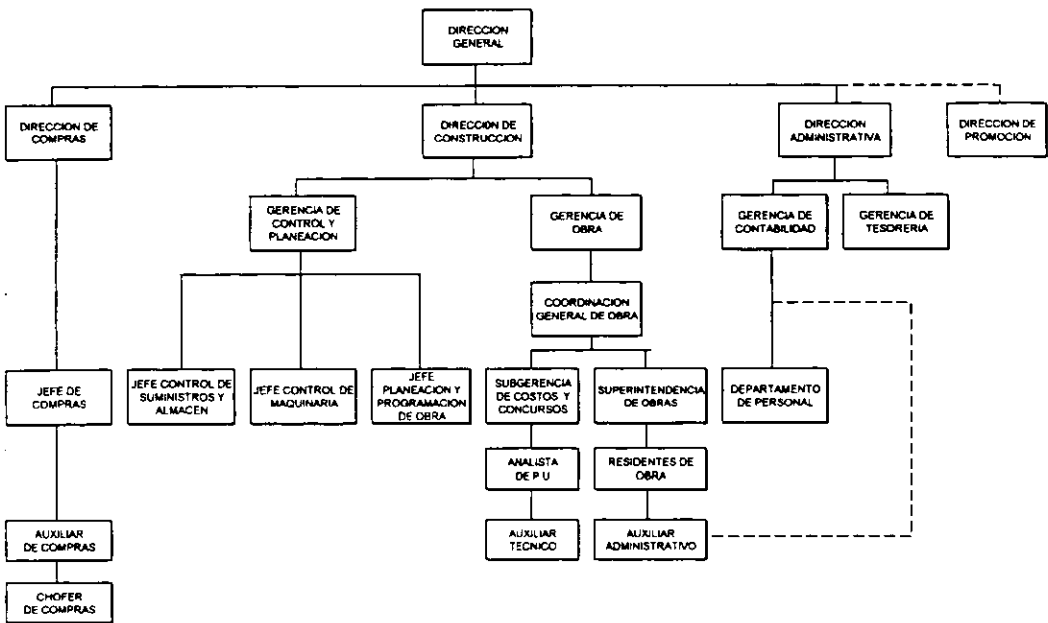 DIRECCION
GENERAL
DIRECCION DE
COMPRAS
DIRECCION DE
CONSTRUCCION
DIRECCION
ADMINISTRATIVA
DIRECCION DE
PROMOCION
GERENCIA DE
CONTROL Y
PLANEACION
GERENCIA DE
OBRA
GERENCIA DE
CONTABILIDAD
GERENCIA DE
TESORERIA
COORDINACION
GENERAL DE OBRA
JEFE DE
COMPRAS
JEFE CONTROL DE
SUMINISTROS Y
ALMACEN
JEFE CONTROL DE
MAQUINARIA
JEFE
PLANEACION Y
PROGRAMACION
DE OBRA
SUBGERENCIA
DE COSTOS Y
CONCURSOS
SUPERINTENDENCIA
DE OBRAS
DEPARTAMENTO
DE PERSONAL
ANALISTA
DE P U
RESIDENTES DE
OBRA
AUXILIAR
DE COMPRAS
AUXILIAR
TECNICO
AUXILIAR
ADMINISTRATIVO
CHOFER
DE COMPRAS